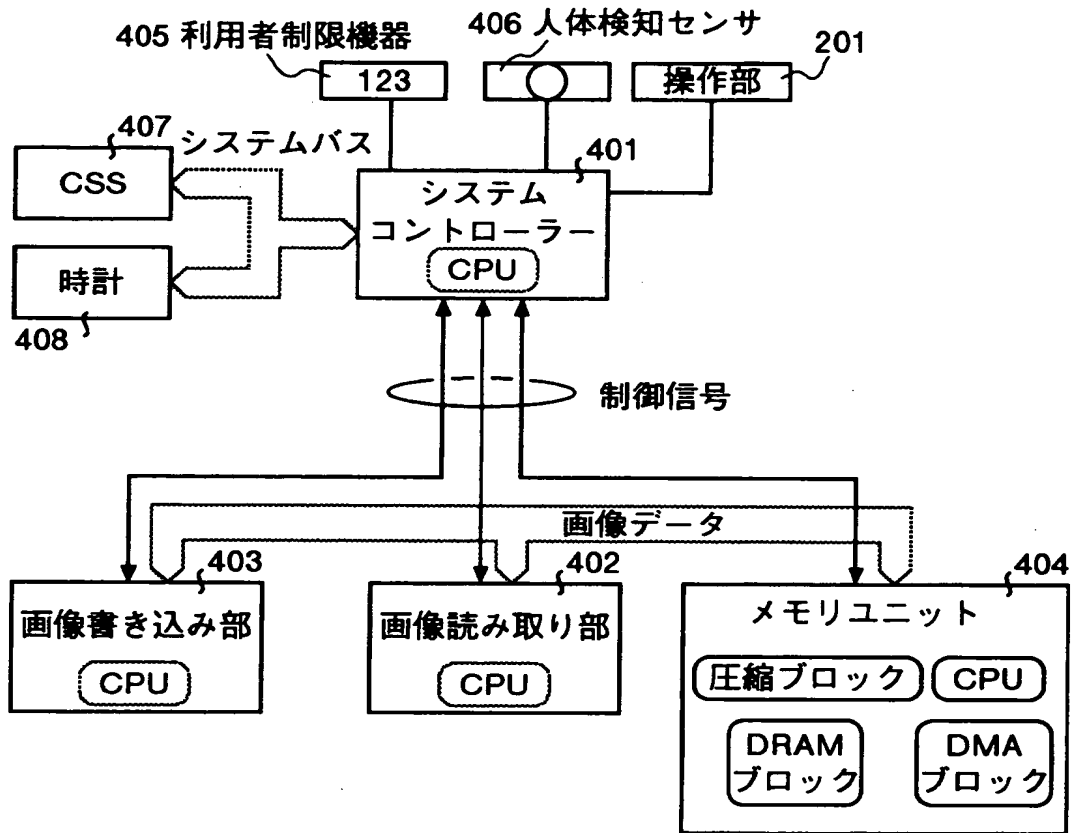 405 利用者制限機器
406 人体検知センサ
201
123
操作部
407
システムバス
401
CSS
システム
コントローラー
CPU
時計
408
制御信号
画像データ
403
402
404
画像書き込み部
CPU
画像読み取り部
CPU
メモリユニット
圧縮ブロック
CPU
DRAM
ブロック
DMA
ブロック